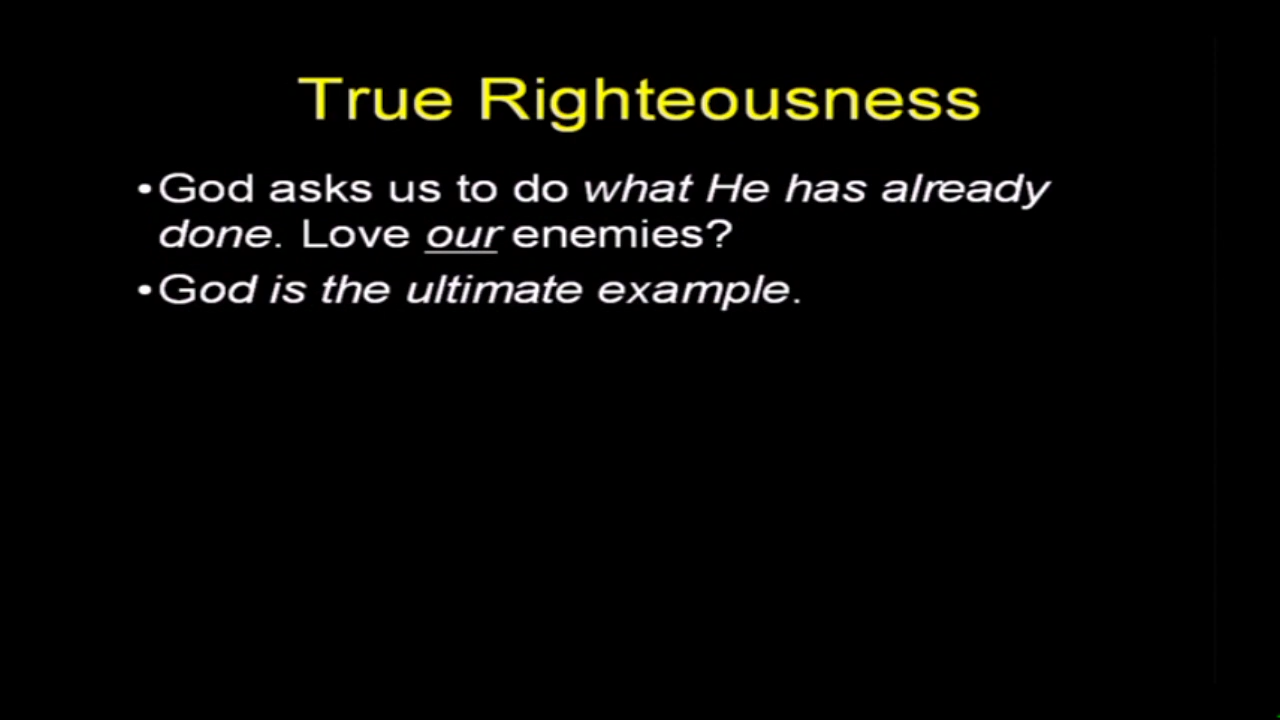 True Righteousness
•God asks us to do what He has already
done. Love our enemies?
•God is the ultimate example.